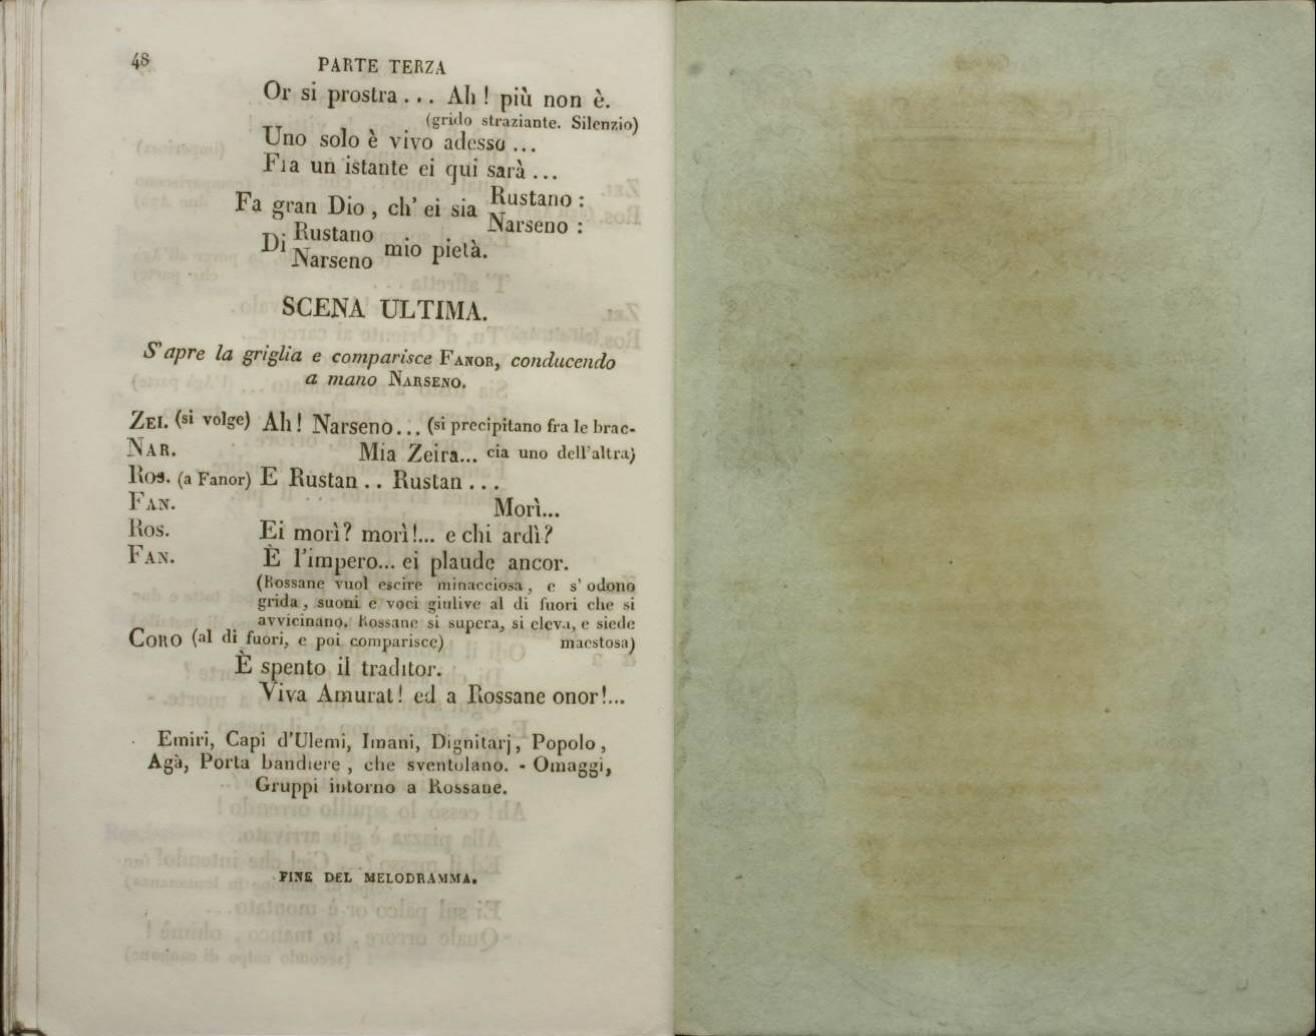 48
PARTE TERZA
Or si prostra... Ah! più non è.
(grido straziante. Silenzio)
Uno solo è vivo adesso...
Fia un istante ei qui sarà...
Fa gran Dio, ch' ei sia Rustano:
Narseno:
Di Rustano
Narseno mio pietà.
SCENA ULTIMA.
S'apre la griglia e comparisce FANOR, conducendo
a mano NARSENO.
ZEI. (si volge) Ah! Narseno... (si precipitano fra le brac-
NAR. Mia Zeira... cia uno dell'altra)
Ros. (a Fanor) E Rustan.. Rustan...
FAN. Morì...
Ros. Ei morì? morì!... e chi ardì?
FAN. È l'impero... ei plaude ancor.
(Rossane vuol escire minacciosa, e s' odono
grida, suoni e voci giulive al di fuori che si
avvicinano. Rossane si supera, si eleva, e siede
CORO (al di fuori, e poi comparisce) maestosa)
È spento il traditor.
Viva Amurat! ed a Rossane onor!...
Emiri, Capi d'Ulemi, Imani, Dignitarj, Popolo,
Agà, Porta bandiere, che sventolano. - Omaggi,
Gruppi intorno a Rossane.
FINE DEL MELODRAMMA.